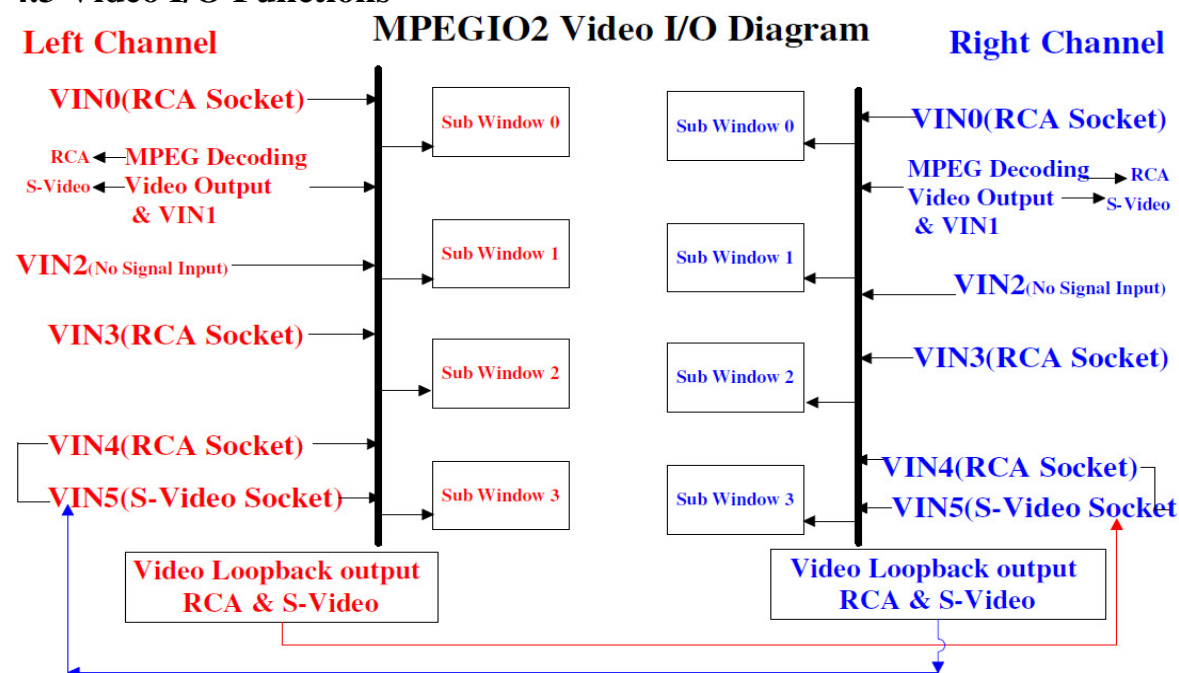 4.3 Video I/O Functions
MPEGIO2 Video I/O Diagram
Left Channel
Right Channel
VIN0(RCA Socket)
RCA
MPEG Decoding
S-Video
Video Output
& VIN1
VIN2(No Signal Input)
VIN3(RCA Socket)
VIN4(RCA Socket)
VIN5(S-Video Socket)
Sub Window 0
Sub Window 1
Sub Window 2
Sub Window 3
Video Loopback output
RCA & S-Video
Sub Window 0
Sub Window 1
Sub Window 2
Sub Window 3
VIN0(RCA Socket)
MPEG Decoding
RCA
Video Output
S-Video
& VIN1
VIN2(No Signal Input)
VIN3(RCA Socket)
VIN4(RCA Socket)
VIN5(S-Video Socket
Video Loopback output
RCA & S-Video